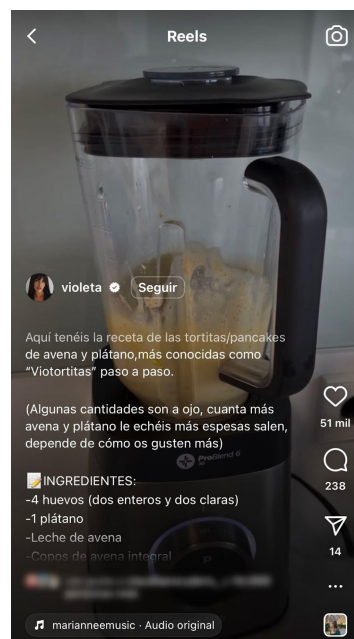 Reels
violeta
Seguir
Aquí tenéis la receta de las tortitas/pancakes
de avena y plátano,más conocidas como
“Viotortitas” paso a paso.
(Algunas cantidades son a ojo, cuanta más
avena y plátano le echéis más espesas salen,
depende de cómo os gusten más)
📝INGREDIENTES:
-4 huevos (dos enteros y dos claras)
-1 plátano
-Leche de avena
-Copos de avena integral
51 mil
238
14
ProBlend 6
marianneemusic · Audio original